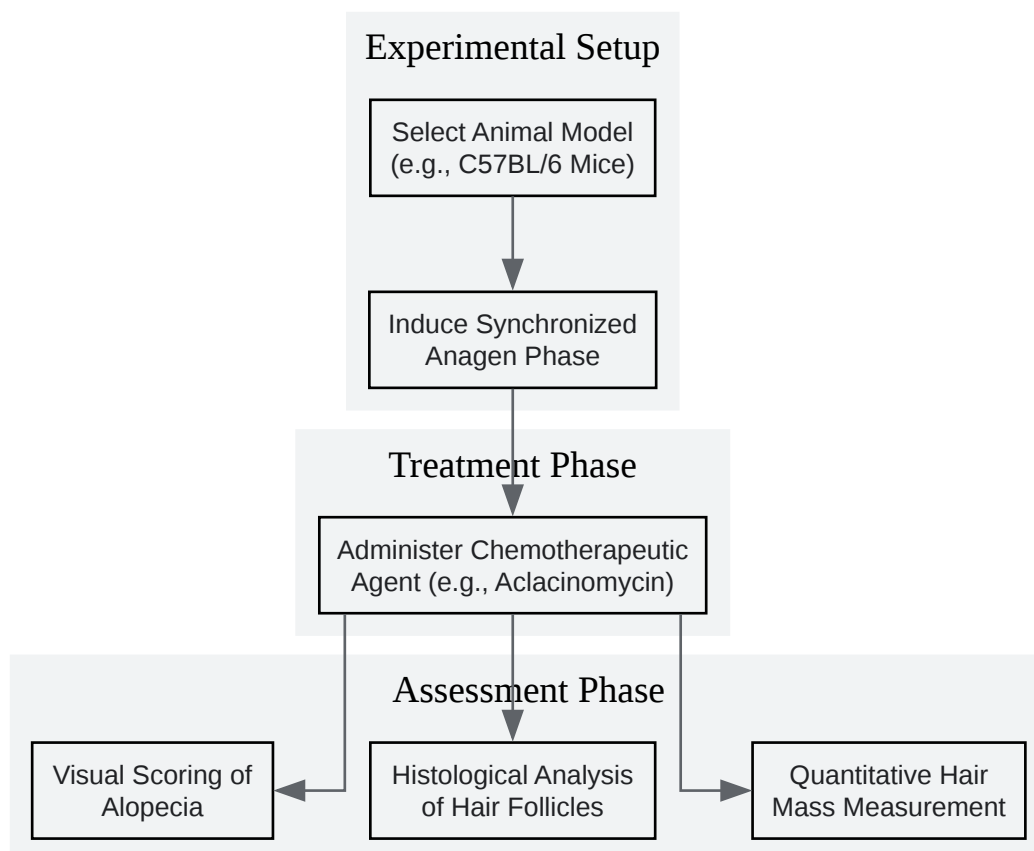 Experimental Setup
Select Animal Model
(e.g., C57BL/6 Mice)
Induce Synchronized
Anagen Phase
Treatment Phase
Administer Chemotherapeutic
Agent (e.g., Aclacinomycin)
Assessment Phase
Visual Scoring of
Alopecia
Histological Analysis
of Hair Follicles
Quantitative Hair
Mass Measurement